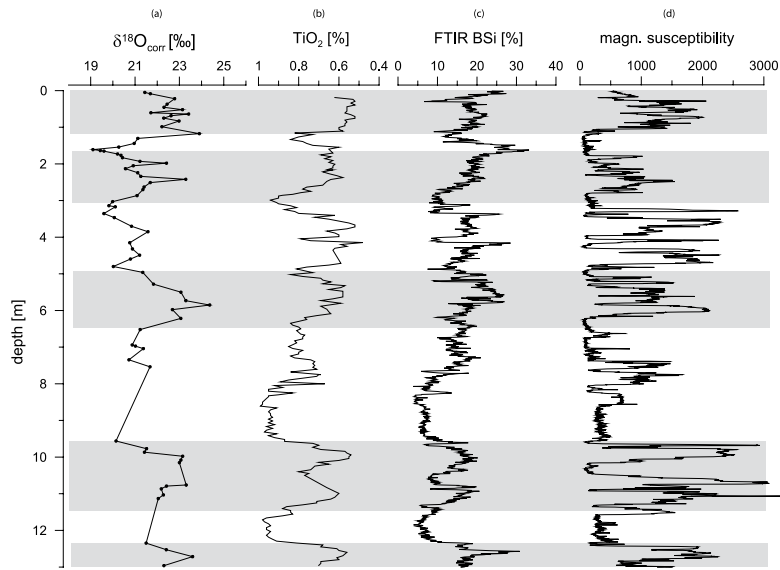 (a) (b) (c) (d)
δ¹⁸Ocorr [‰] TiO₂ [%] FTIR BSi [%] magn. susceptibility
19 21 23 25 1 0.8 0.6 0.4 0 10 20 30 40 0 1000 2000 3000
0
2
4
6
8
10
12
depth [m]